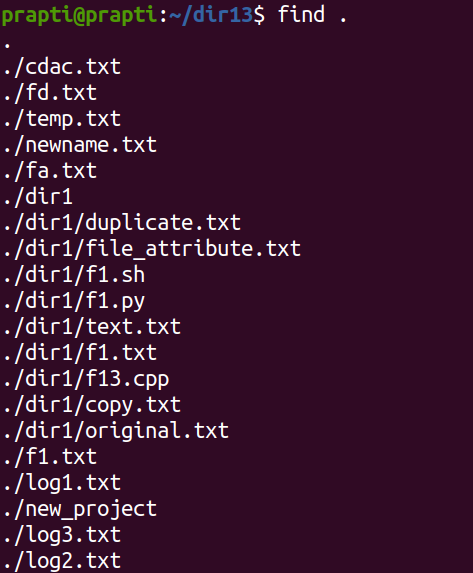 prapti@prapti:~/dir13$ find .
.
./cdac.txt
./fd.txt
./temp.txt
./newname.txt
./fa.txt
./dir1
./dir1/duplicate.txt
./dir1/file_attribute.txt
./dir1/f1.sh
./dir1/f1.py
./dir1/text.txt
./dir1/f1.txt
./dir1/f13.cpp
./dir1/copy.txt
./dir1/original.txt
./f1.txt
./log1.txt
./new_project
./log3.txt
./log2.txt